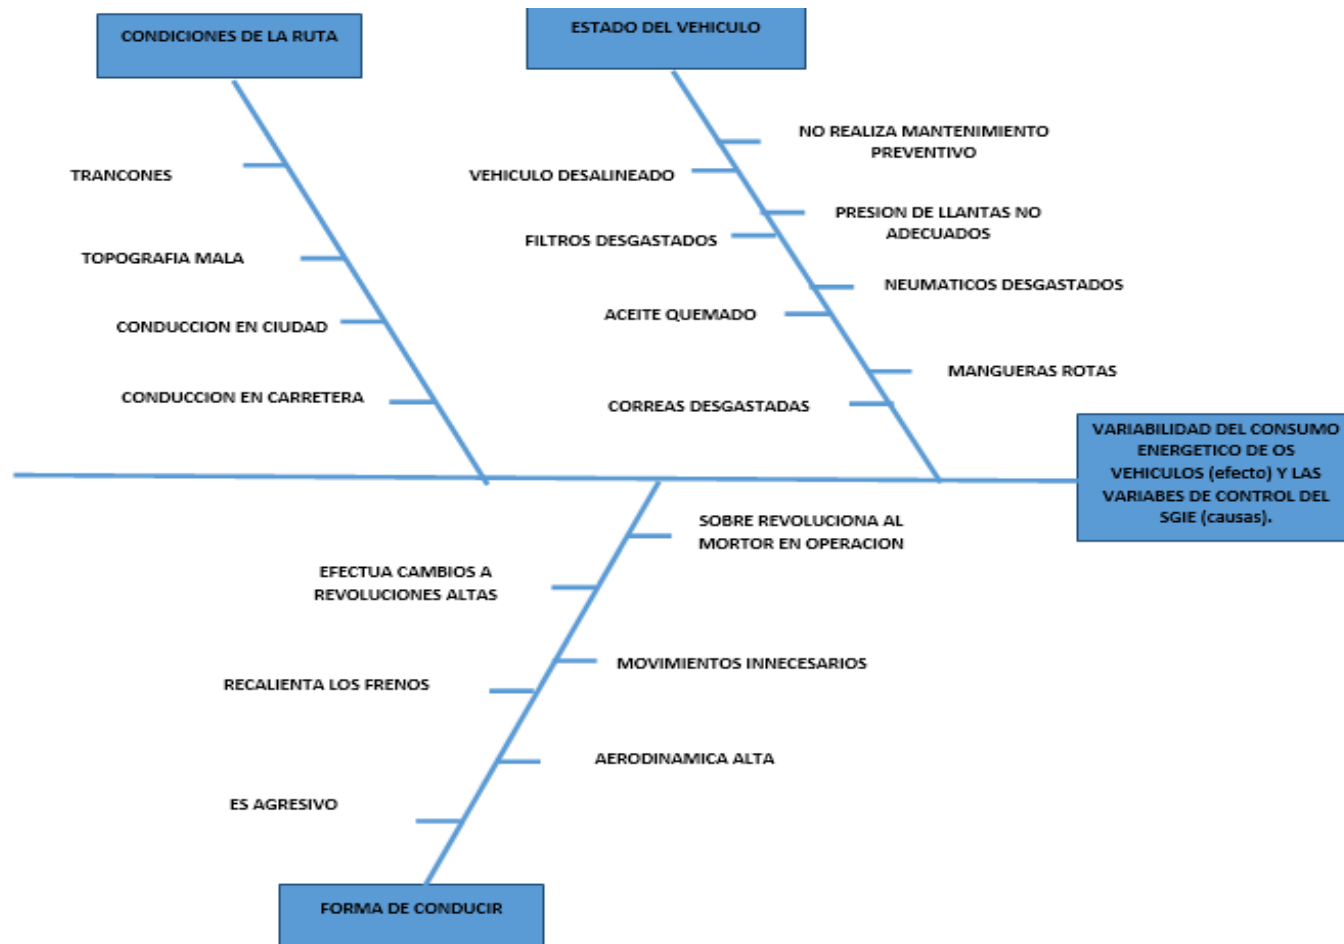 CONDICIONES DE LA RUTA
TRANCONES
TOPOGRAFIA MALA
CONDUCCION EN CIUDAD
CONDUCCION EN CARRETERA
ESTADO DEL VEHICULO
NO REALIZA MANTENIMIENTO
PREVENTIVO
VEHICULO DESALINEADO
PRESION DE LLANTAS NO
ADECUADOS
FILTROS DESGASTADOS
NEUMATICOS DESGASTADOS
ACEITE QUEMADO
MANGUERAS ROTAS
CORREAS DESGASTADAS
VARIABILIDAD DEL CONSUMO
ENERGETICO DE OS
VEHICULOS (efecto) Y LAS
VARIABES DE CONTROL DEL
SGIE (causas).
SOBRE REVOLUCIONA AL
MORTOR EN OPERACION
EFECTUA CAMBIOS A
REVOLUCIONES ALTAS
MOVIMIENTOS INNECESARIOS
RECALIENTA LOS FRENOS
AERODINAMICA ALTA
ES AGRESIVO
FORMA DE CONDUCIR